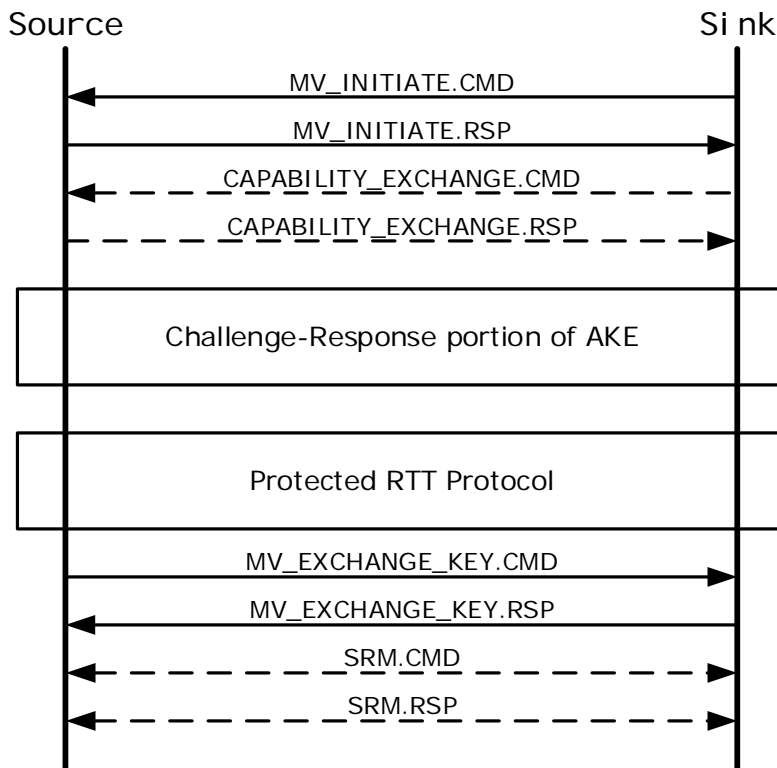 Source Sink
MV_INITIATE.CMD
MV_INITIATE.RSP
CAPABILITY_EXCHANGE.CMD
CAPABILITY_EXCHANGE.RSP
Challenge-Response portion of AKE
Protected RTT Protocol
MV_EXCHANGE_KEY.CMD
MV_EXCHANGE_KEY.RSP
SRM.CMD
SRM.RSP